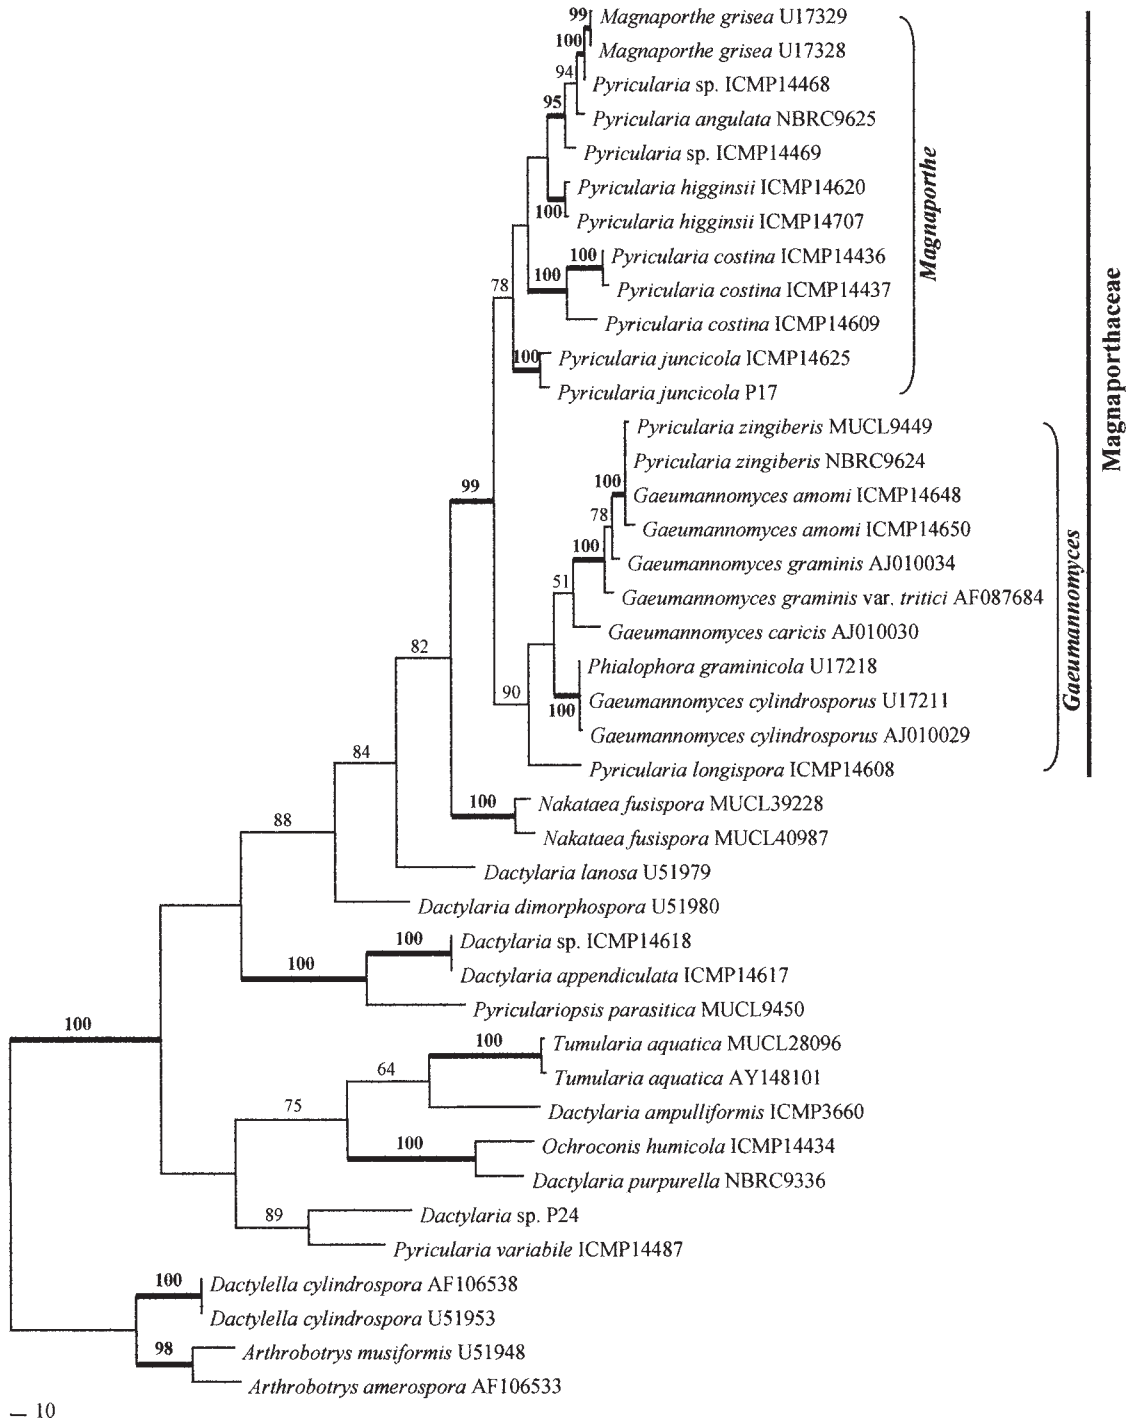 99 Magnaporthe grisea U17329
100 Magnaporthe grisea U17328
94 Pyricularia sp. ICMP14468
95 Pyricularia angulata NBRC9625
Pyricularia sp. ICMP14469
Pyricularia higginsii ICMP14620
100 Pyricularia higginsii ICMP14707
100 Pyricularia costina ICMP14436
100 Pyricularia costina ICMP14437
78 Pyricularia costina ICMP14609
100 Pyricularia juncicola ICMP14625
Pyricularia juncicola P17
Magnaporthe
Pyricularia zingiberis MUCL9449
Pyricularia zingiberis NBRC9624
99 100 Gaeumannomyces amomi ICMP14648
78 Gaeumannomyces amomi ICMP14650
100 Gaeumannomyces graminis AJ010034
51 Gaeumannomyces graminis var. tritici AF087684
Gaeumannomyces caricis AJ010030
82 Phialophora graminicola U17218
90 100 Gaeumannomyces cylindrosporus U17211
Gaeumannomyces cylindrosporus AJ010029
84 Pyricularia longispora ICMP14608
Gaeumannomyces
Magnaporthaceae
100 Nakataea fusispora MUCL39228
88 Nakataea fusispora MUCL40987
Dactylaria lanosa U51979
Dactylaria dimorphospora U51980
100 Dactylaria sp. ICMP14618
100 Dactylaria appendiculata ICMP14617
Pyriculariopsis parasitica MUCL9450
100 100 Tumularia aquatica MUCL28096
64 Tumularia aquatica AY148101
75 Dactylaria ampulliformis ICMP3660
100 Ochroconis humicola ICMP14434
Dactylaria purpurella NBRC9336
89 Dactylaria sp. P24
Pyricularia variabile ICMP14487
100 Dactylella cylindrospora AF106538
Dactylella cylindrospora U51953
98 Arthrobotrys musiformis U51948
Arthrobotrys amerospora AF106533
10